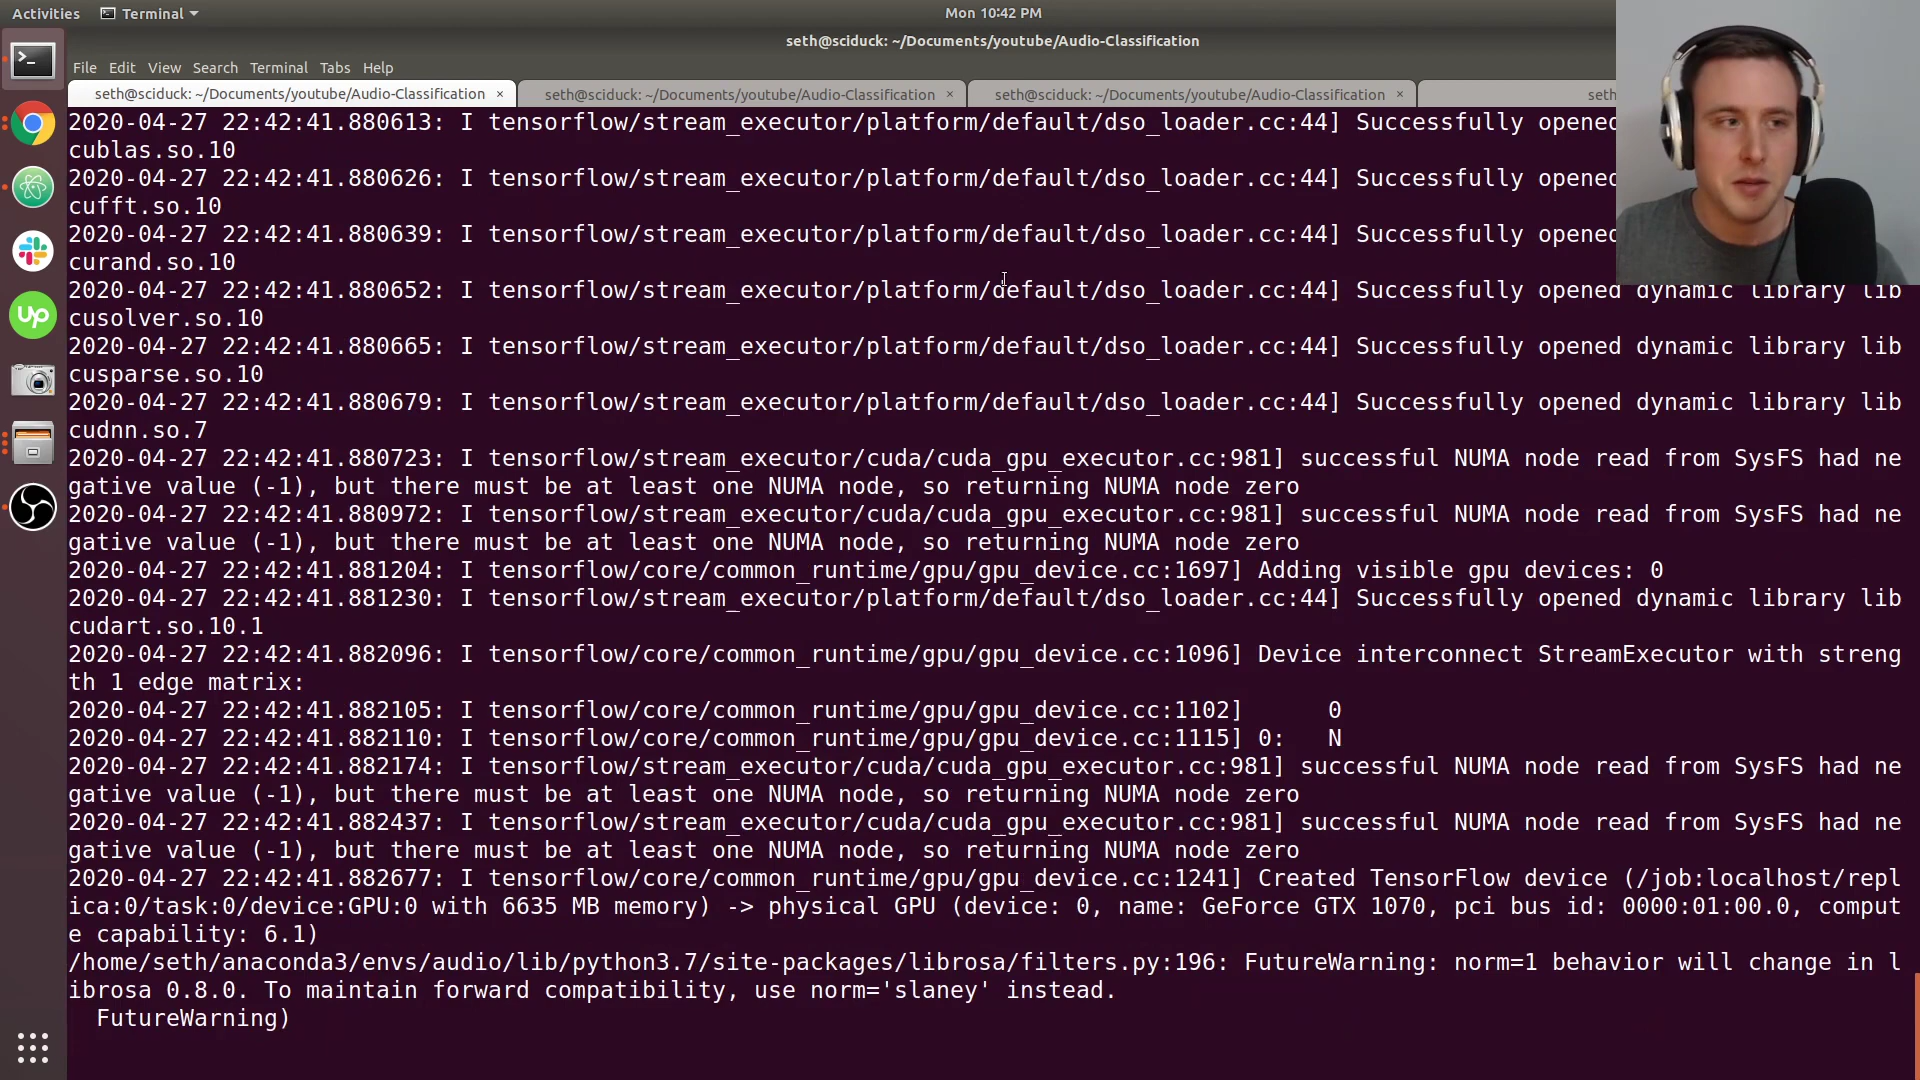 Activities Terminal Mon 10:42 PM
seth@sciduck: ~/Documents/youtube/Audio-Classification
File Edit View Search Terminal Tabs Help
seth@sciduck: ~/Documents/youtube/Audio-Classification × seth@sciduck: ~/Documents/youtube/Audio-Classification × seth@sciduck: ~/Documents/youtube/Audio-Classification × seth
2020-04-27 22:42:41.880613: I tensorflow/stream_executor/platform/default/dso_loader.cc:44] Successfully opened
cublas.so.10
2020-04-27 22:42:41.880626: I tensorflow/stream_executor/platform/default/dso_loader.cc:44] Successfully opened
cufft.so.10
2020-04-27 22:42:41.880639: I tensorflow/stream_executor/platform/default/dso_loader.cc:44] Successfully opened
curand.so.10
2020-04-27 22:42:41.880652: I tensorflow/stream_executor/platform/default/dso_loader.cc:44] Successfully opened dynamic library lib
cusolver.so.10
2020-04-27 22:42:41.880665: I tensorflow/stream_executor/platform/default/dso_loader.cc:44] Successfully opened dynamic library lib
cusparse.so.10
2020-04-27 22:42:41.880679: I tensorflow/stream_executor/platform/default/dso_loader.cc:44] Successfully opened dynamic library lib
cudnn.so.7
2020-04-27 22:42:41.880723: I tensorflow/stream_executor/cuda/cuda_gpu_executor.cc:981] successful NUMA node read from SysFS had ne
gative value (-1), but there must be at least one NUMA node, so returning NUMA node zero
2020-04-27 22:42:41.880972: I tensorflow/stream_executor/cuda/cuda_gpu_executor.cc:981] successful NUMA node read from SysFS had ne
gative value (-1), but there must be at least one NUMA node, so returning NUMA node zero
2020-04-27 22:42:41.881204: I tensorflow/core/common_runtime/gpu/gpu_device.cc:1697] Adding visible gpu devices: 0
2020-04-27 22:42:41.881230: I tensorflow/stream_executor/platform/default/dso_loader.cc:44] Successfully opened dynamic library lib
cudart.so.10.1
2020-04-27 22:42:41.882096: I tensorflow/core/common_runtime/gpu/gpu_device.cc:1096] Device interconnect StreamExecutor with streng
th 1 edge matrix:
2020-04-27 22:42:41.882105: I tensorflow/core/common_runtime/gpu/gpu_device.cc:1102]      0
2020-04-27 22:42:41.882110: I tensorflow/core/common_runtime/gpu/gpu_device.cc:1115] 0:   N
2020-04-27 22:42:41.882174: I tensorflow/stream_executor/cuda/cuda_gpu_executor.cc:981] successful NUMA node read from SysFS had ne
gative value (-1), but there must be at least one NUMA node, so returning NUMA node zero
2020-04-27 22:42:41.882437: I tensorflow/stream_executor/cuda/cuda_gpu_executor.cc:981] successful NUMA node read from SysFS had ne
gative value (-1), but there must be at least one NUMA node, so returning NUMA node zero
2020-04-27 22:42:41.882677: I tensorflow/core/common_runtime/gpu/gpu_device.cc:1241] Created TensorFlow device (/job:localhost/repl
ica:0/task:0/device:GPU:0 with 6635 MB memory) -> physical GPU (device: 0, name: GeForce GTX 1070, pci bus id: 0000:01:00.0, comput
e capability: 6.1)
/home/seth/anaconda3/envs/audio/lib/python3.7/site-packages/librosa/filters.py:196: FutureWarning: norm=1 behavior will change in l
ibrosa 0.8.0. To maintain forward compatibility, use norm='slaney' instead.
  FutureWarning)
up